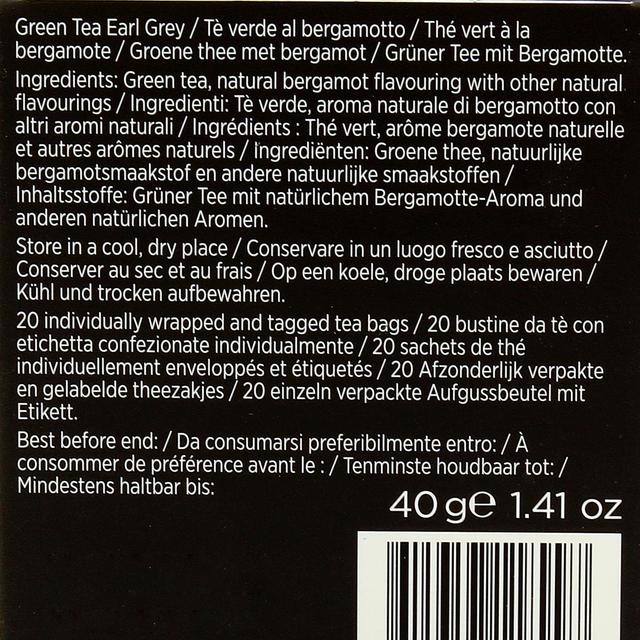 Green Tea Earl Grey / Tè verde al bergamotto / Thé vert à la
bergamote / Groene thee met bergamot / Grüner Tee mit Bergamotte.
Ingredients: Green tea, natural bergamot flavouring with other natural
flavourings / Ingredienti: Tè verde, aroma naturale di bergamotto con
altri aromi naturali / Ingrédients : Thé vert, arôme bergamote naturelle
et autres arômes naturels / Ingrediënten: Groene thee, natuurlijke
bergamotsmaakstof en andere natuurlijke smaakstoffen /
Inhaltsstoffe: Grüner Tee mit natürlichem Bergamotte-Aroma und
anderen natürlichen Aromen.
Store in a cool, dry place / Conservare in un luogo fresco e asciutto /
Conserver au sec et au frais / Op een koele, droge plaats bewaren /
Kühl und trocken aufbewahren.
20 individually wrapped and tagged tea bags / 20 bustine da tè con
etichetta confezionate individualmente / 20 sachets de thé
individuellement enveloppés et étiquetés / 20 Afzonderlijk verpakte
en gelabelde theezakjes / 20 einzeln verpackte Aufgussbeutel mit
Etikett.
Best before end: / Da consumarsi preferibilmente entro: / À
consommer de préférence avant le : / Tenminste houdbaar tot: /
Mindestens haltbar bis:
40 g℮ 1.41 oz